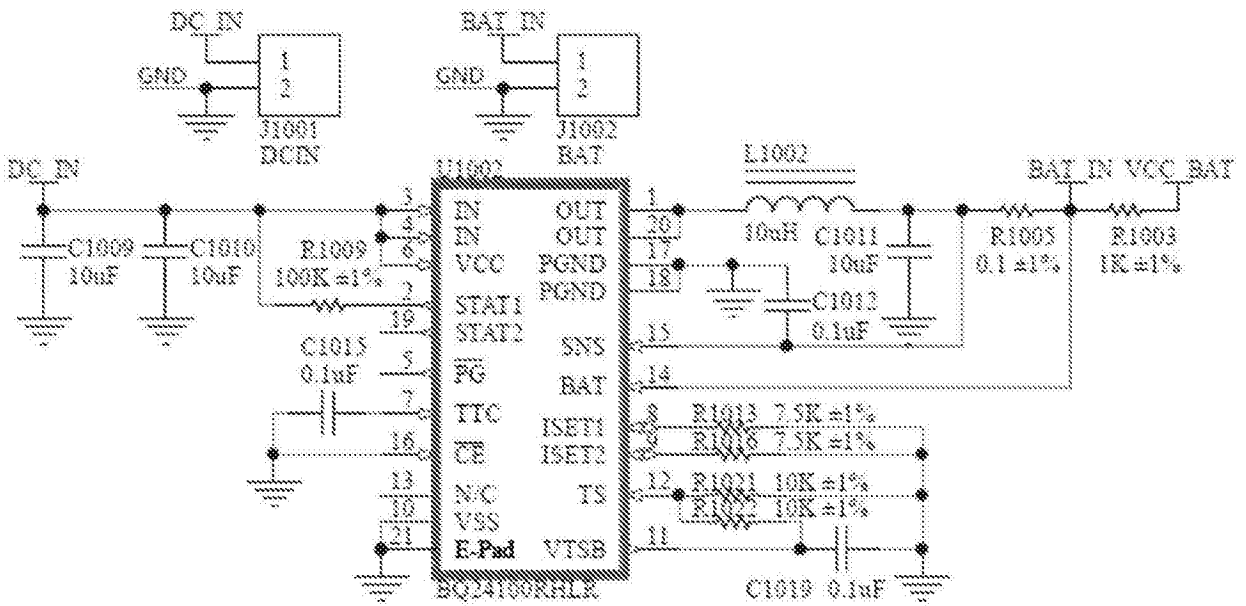 DC_IN
GND
1
2
J1001
DCIN
BAT_IN
GND
1
2
J1002
BAT
DC_IN
C1009
10uF
C1010
10uF
R1009
100K ±1%
C1015
0.1uF
U1002
3 IN
4 IN
6 VCC
2 STAT1
19 STAT2
5 PG
7 TTC
16 CE
13 N/C
10 VSS
21 E-Pad
BQ24100RHLR
OUT 1
OUT 20
PGND 17
PGND 18
SNS 15
BAT 14
ISET1 8
ISET2 9
TS 12
VTSB 11
L1002
10uH
C1011
10uF
C1012
0.1uF
BAT_IN VCC_BAT
R1005
0.1 ±1%
R1003
1K ±1%
R1013 7.5K ±1%
R1018 7.5K ±1%
R1021 10K ±1%
R1022 10K ±1%
C1019 0.1uF